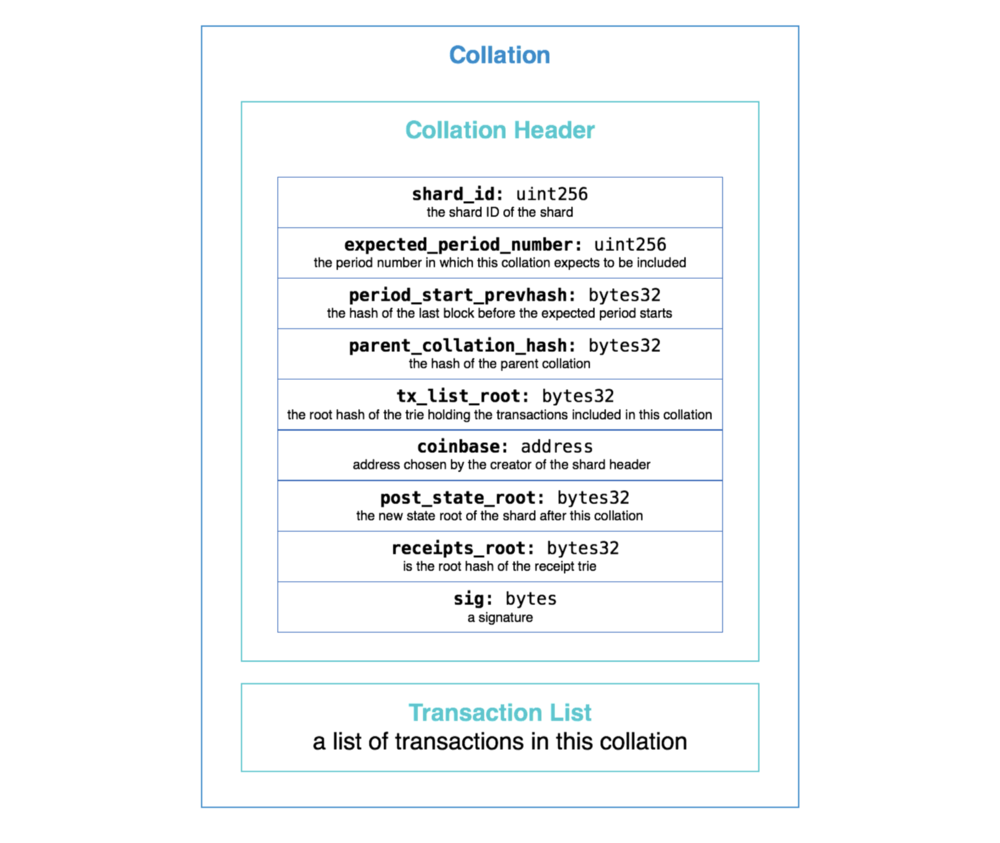 Collation
Collation Header
shard_id: uint256
the shard ID of the shard
expected_period_number: uint256
the period number in which this collation expects to be included
period_start_prevhash: bytes32
the hash of the last block before the expected period starts
parent_collation_hash: bytes32
the hash of the parent collation
tx_list_root: bytes32
the root hash of the trie holding the transactions included in this collation
coinbase: address
address chosen by the creator of the shard header
post_state_root: bytes32
the new state root of the shard after this collation
receipts_root: bytes32
is the root hash of the receipt trie
sig: bytes
a signature
Transaction List
a list of transactions in this collation